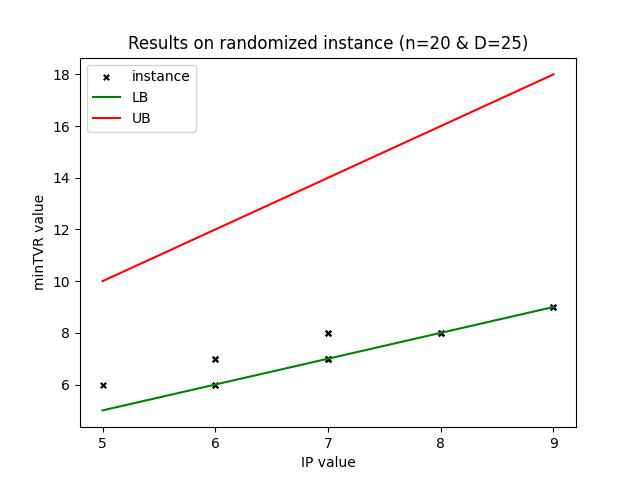 Results on randomized instance (n=20 & D=25)
instance
LB
UB
minTVR value
18
16
14
12
10
8
6
5
6
7
8
9
IP value